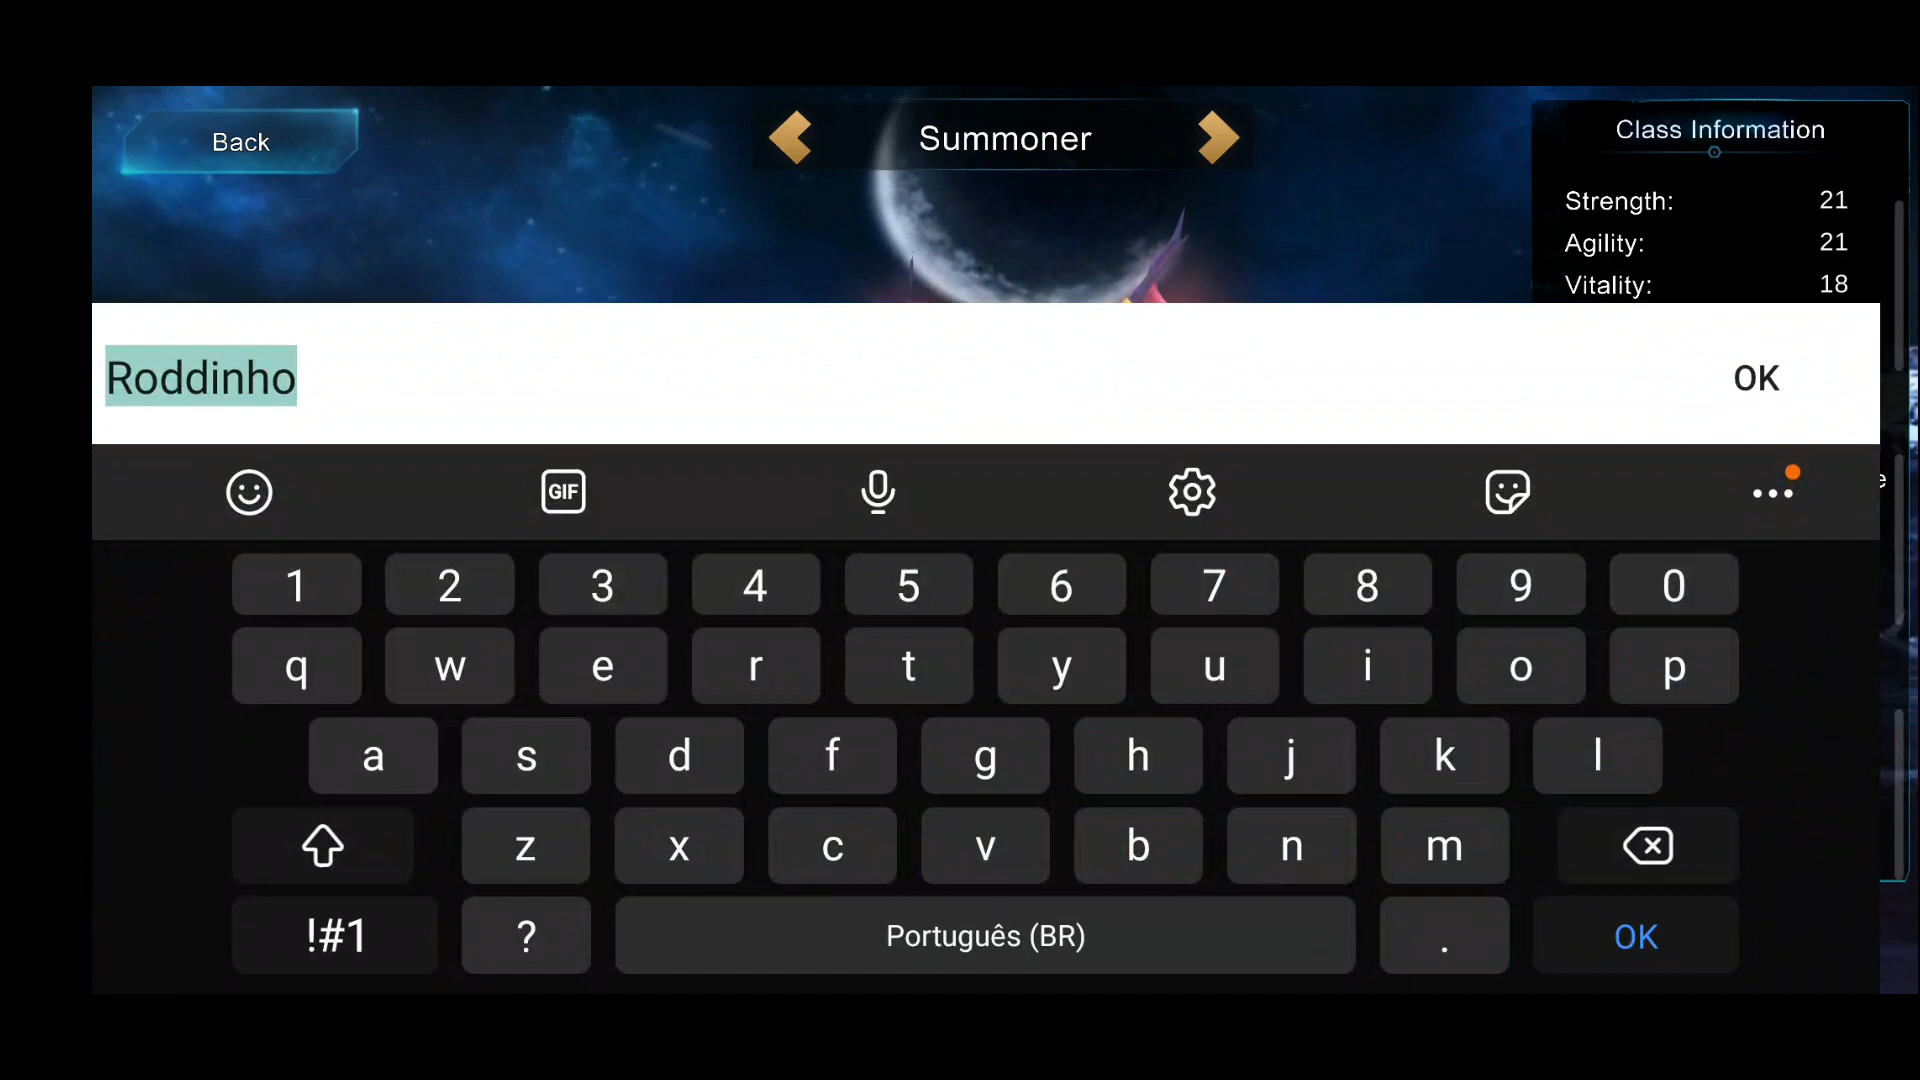 Back
Summoner
Class Information
Strength: 21
Agility: 21
Vitality: 18
Roddinho
OK
GIF
1 2 3 4 5 6 7 8 9 0
q w e r t y u i o p
a s d f g h j k l
z x c v b n m
!#1 ? Português (BR) . OK